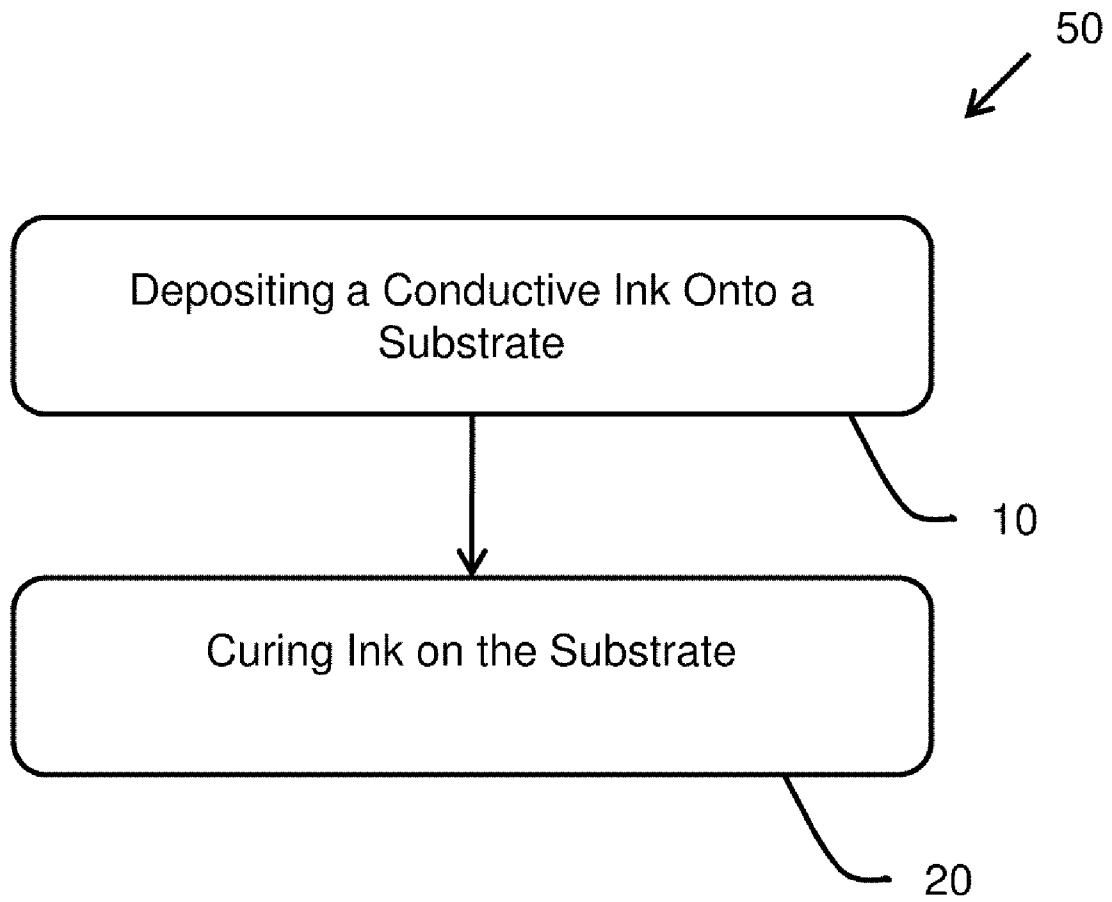 50
Depositing a Conductive Ink Onto a
Substrate
10
Curing Ink on the Substrate
20